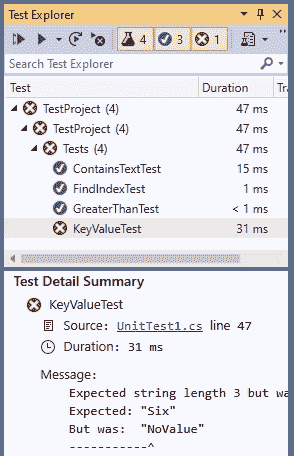 Test Explorer
4 3 1
Search Test Explorer
Test Duration Tra
TestProject (4) 47 ms
TestProject (4) 47 ms
Tests (4) 47 ms
ContainsTextTest 15 ms
FindIndexTest 1 ms
GreaterThanTest < 1 ms
KeyValueTest 31 ms
Test Detail Summary
KeyValueTest
Source: UnitTest1.cs line 47
Duration: 31 ms
Message:
Expected string length 3 but wa
Expected: "Six"
But was: "NoValue"
-----------^